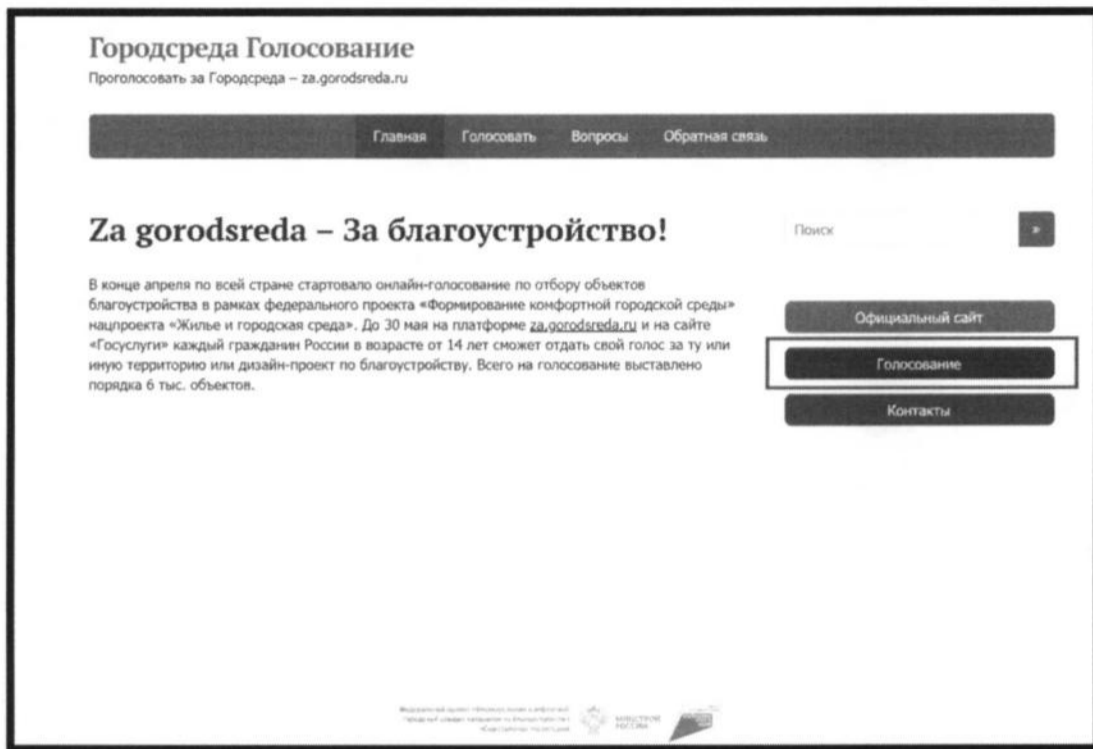 Городсреда Голосование
Проголосовать за Городсреда – za.gorodsreda.ru
Главная Голосовать Вопросы Обратная связь
Za gorodsreda – За благоустройство!
Поиск »
В конце апреля по всей стране стартовало онлайн-голосование по отбору объектов
благоустройства в рамках федерального проекта «Формирование комфортной городской среды»
нацпроекта «Жилье и городская среда». До 30 мая на платформе za.gorodsreda.ru и на сайте
«Госуслуги» каждый гражданин России в возрасте от 14 лет сможет отдать свой голос за ту или
иную территорию или дизайн-проект по благоустройству. Всего на голосование выставлено
порядка 6 тыс. объектов.
Официальный сайт
Голосование
Контакты
МИНСТРОЙ
РОССИИ